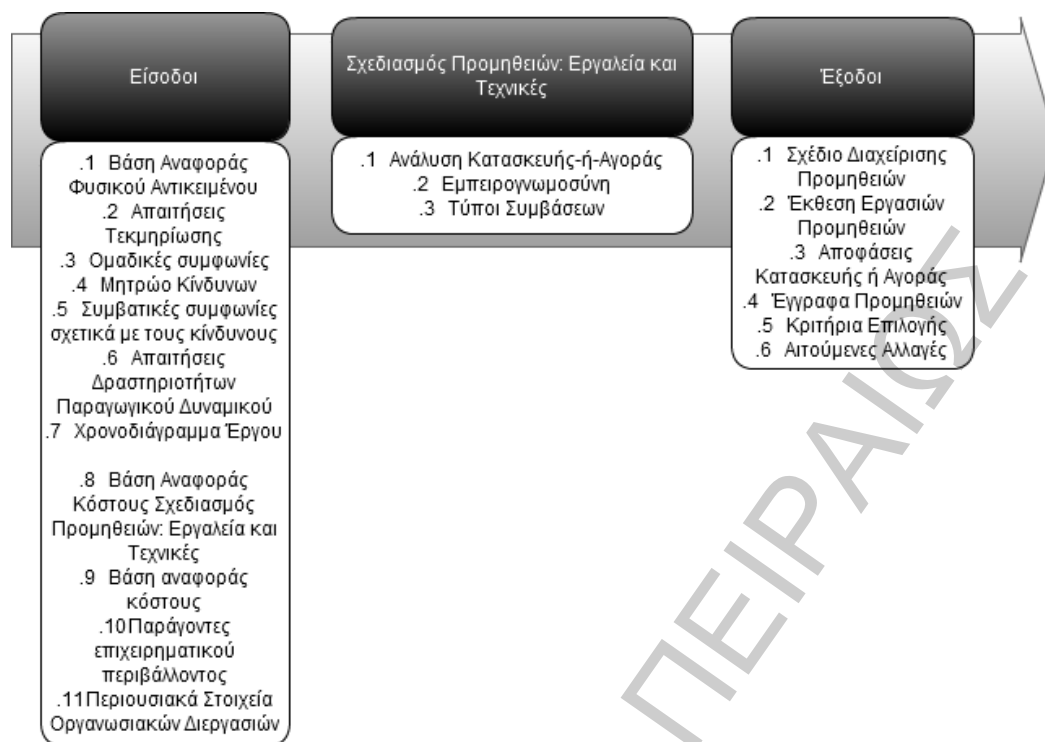 Είσοδοι
.1 Βάση Αναφοράς
Φυσικού Αντικειμένου
.2 Απαιτήσεις
Τεκμηρίωσης
.3 Ομαδικές συμφωνίες
.4 Μητρώο Κίνδυνων
.5 Συμβατικές συμφωνίες
σχετικά με τους κίνδυνους
.6 Απαιτήσεις
Δραστηριοτήτων
Παραγωγικού Δυναμικού
.7 Χρονοδιάγραμμα Έργου
.8 Βάση Αναφοράς
Κόστους Σχεδιασμός
Προμηθειών: Εργαλεία και
Τεχνικές
.9 Βάση αναφοράς
κόστους
.10Παράγοντες
επιχειρηματικού
περιβάλλοντος
.11Περιουσιακά Στοιχεία
Οργανωσιακών Διεργασιών
Σχεδιασμός Προμηθειών: Εργαλεία και
Τεχνικές
.1 Ανάλυση Κατασκευής-ή-Αγοράς
.2 Εμπειρογνωμοσύνη
.3 Τύποι Συμβάσεων
Έξοδοι
.1 Σχέδιο Διαχείρισης
Προμηθειών
.2 Έκθεση Εργασιών
Προμηθειών
.3 Αποφάσεις
Κατασκευής ή Αγοράς
.4 Έγγραφα Προμηθειών
.5 Κριτήρια Επιλογής
.6 Αιτούμενες Αλλαγές
ΠΕΙΡΑΙΩΣ